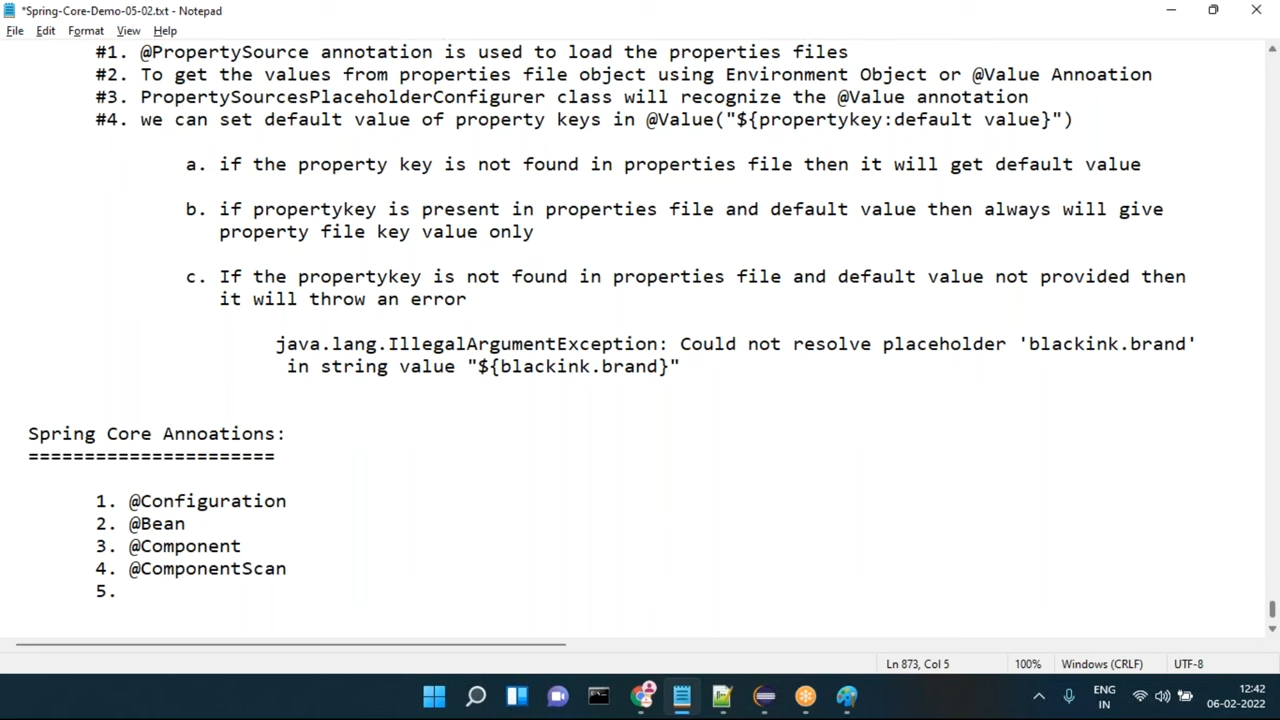 *Spring-Core-Demo-05-02.txt - Notepad
File Edit Format View Help
#1. @PropertySource annotation is used to load the properties files
#2. To get the values from properties file object using Environment Object or @Value Annoation
#3. PropertySourcesPlaceholderConfigurer class will recognize the @Value annotation
#4. we can set default value of property keys in @Value("${propertykey:default value}")
a. if the property key is not found in properties file then it will get default value
b. if propertykey is present in properties file and default value then always will give
property file key value only
c. If the propertykey is not found in properties file and default value not provided then
it will throw an error
java.lang.IllegalArgumentException: Could not resolve placeholder 'blackink.brand'
in string value "${blackink.brand}"
Spring Core Annoations:
======================
1. @Configuration
2. @Bean
3. @Component
4. @ComponentScan
5.
Ln 873, Col 5 100% Windows (CRLF) UTF-8
ENG
IN
12:42
06-02-2022